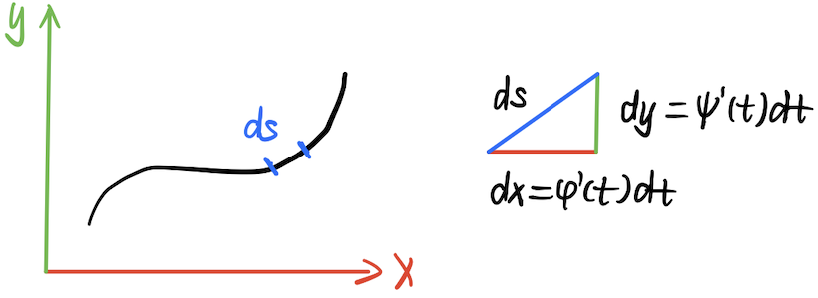 y
ds
x
ds
dy = ψ'(t)dt
dx=φ'(t)dt